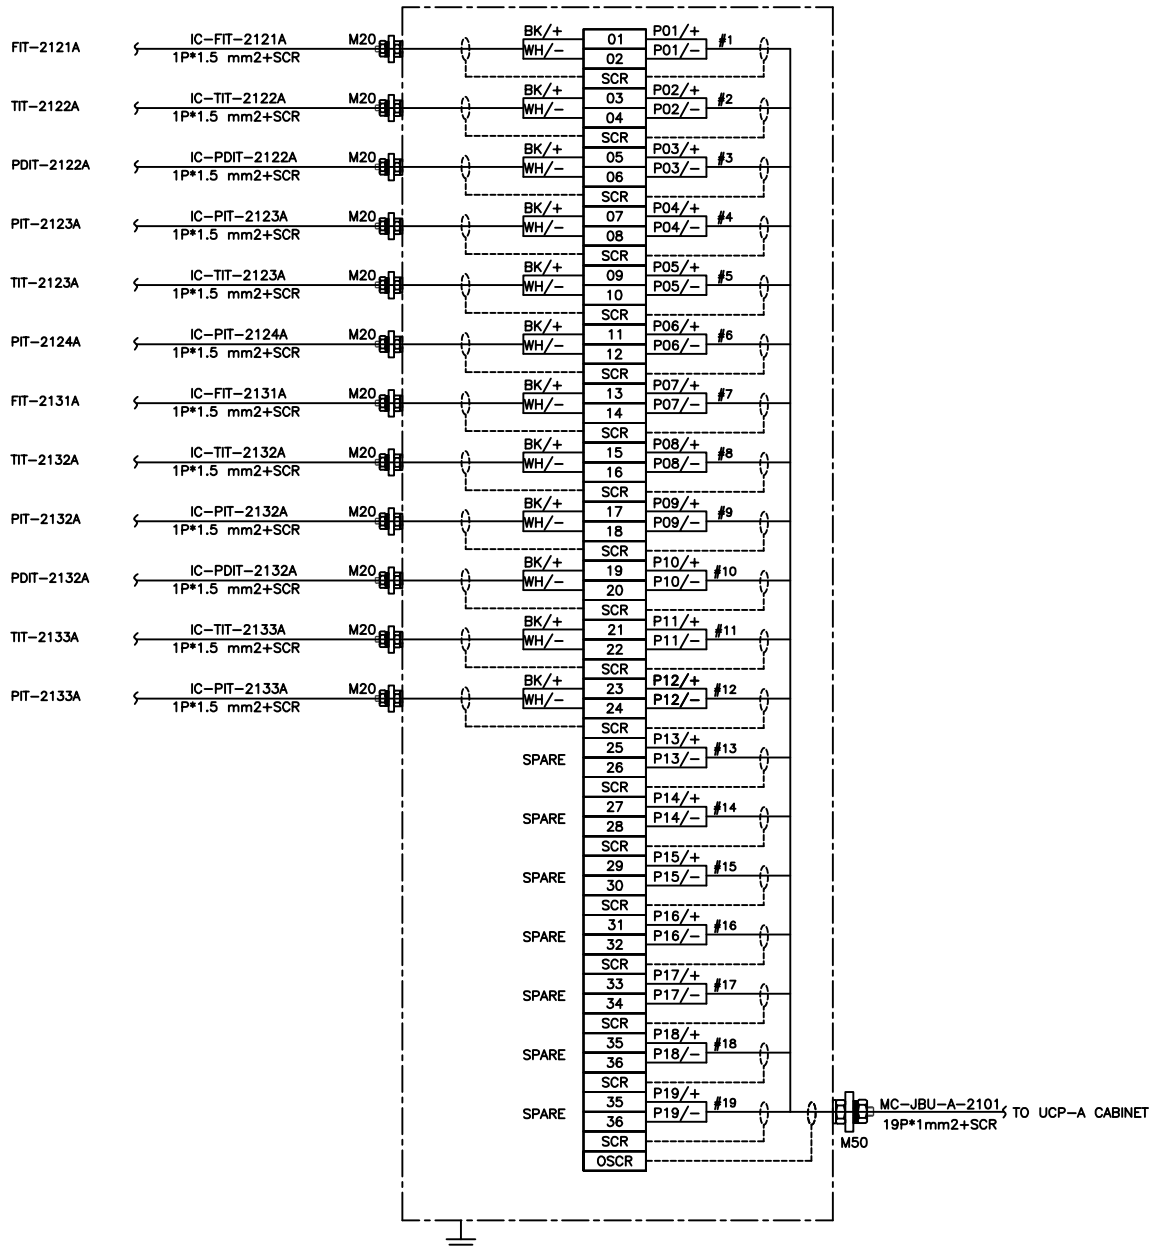 BK/+ 01 P01/+
FIT-2121A IC-FIT-2121A M20 WH/- 02 P01/- #1
1P*1.5 mm2+SCR
SCR
BK/+ 03 P02/+
TIT-2122A IC-TIT-2122A M20 WH/- 04 P02/- #2
1P*1.5 mm2+SCR
SCR
BK/+ 05 P03/+
PDIT-2122A IC-PDIT-2122A M20 WH/- 06 P03/- #3
1P*1.5 mm2+SCR
SCR
BK/+ 07 P04/+
PIT-2123A IC-PIT-2123A M20 WH/- 08 P04/- #4
1P*1.5 mm2+SCR
SCR
BK/+ 09 P05/+
TIT-2123A IC-TIT-2123A M20 WH/- 10 P05/- #5
1P*1.5 mm2+SCR
SCR
BK/+ 11 P06/+
PIT-2124A IC-PIT-2124A M20 WH/- 12 P06/- #6
1P*1.5 mm2+SCR
SCR
BK/+ 13 P07/+
FIT-2131A IC-FIT-2131A M20 WH/- 14 P07/- #7
1P*1.5 mm2+SCR
SCR
BK/+ 15 P08/+
TIT-2132A IC-TIT-2132A M20 WH/- 16 P08/- #8
1P*1.5 mm2+SCR
SCR
BK/+ 17 P09/+
PIT-2132A IC-PIT-2132A M20 WH/- 18 P09/- #9
1P*1.5 mm2+SCR
SCR
BK/+ 19 P10/+
PDIT-2132A IC-PDIT-2132A M20 WH/- 20 P10/- #10
1P*1.5 mm2+SCR
SCR
BK/+ 21 P11/+
TIT-2133A IC-TIT-2133A M20 WH/- 22 P11/- #11
1P*1.5 mm2+SCR
SCR
BK/+ 23 P12/+
PIT-2133A IC-PIT-2133A M20 WH/- 24 P12/- #12
1P*1.5 mm2+SCR
SCR
25 P13/+
SPARE 26 P13/- #13
SCR
27 P14/+
SPARE 28 P14/- #14
SCR
29 P15/+
SPARE 30 P15/- #15
SCR
31 P16/+
SPARE 32 P16/- #16
SCR
33 P17/+
SPARE 34 P17/- #17
SCR
35 P18/+
SPARE 36 P18/- #18
SCR
35 P19/+
SPARE 36 P19/- #19 MC-JBU-A-2101 TO UCP-A CABINET
19P*1mm2+SCR
SCR M50
OSCR